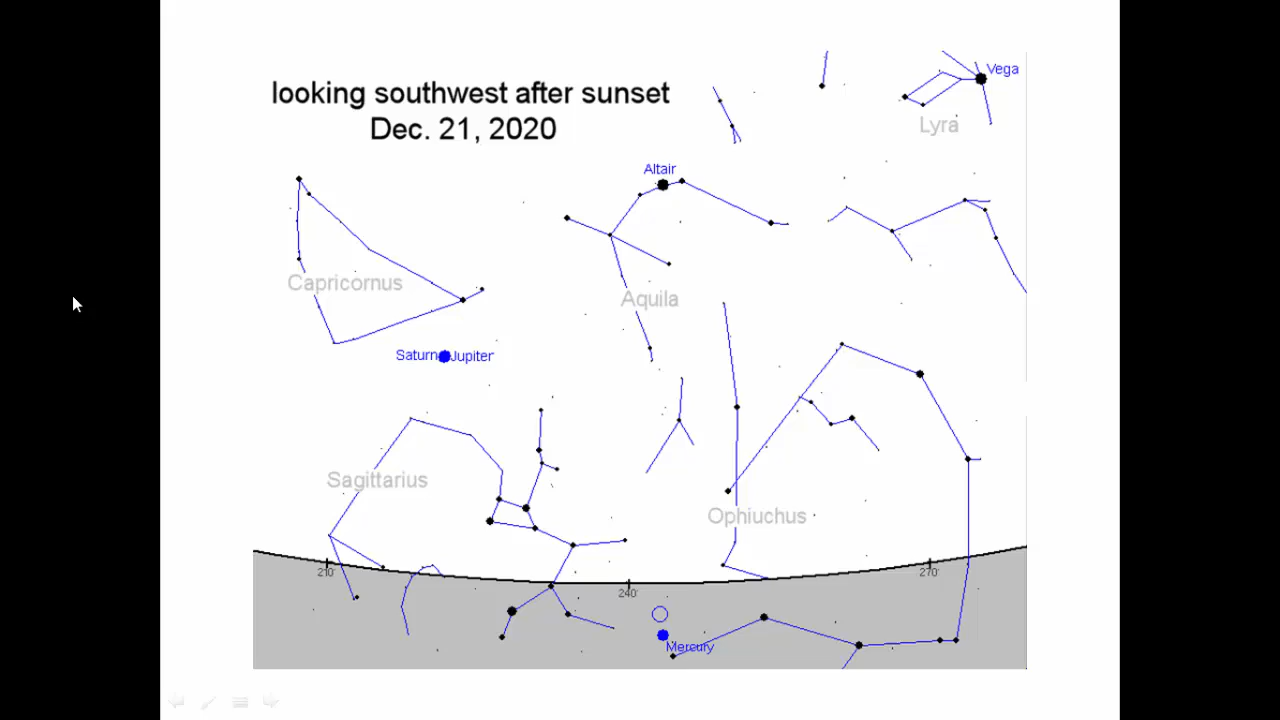 Vega
looking southwest after sunset
Dec. 21, 2020
Lyra
Altair
Capricornus
Aquila
Saturn Jupiter
Sagittarius
Ophiuchus
210°
270°
240°
Mercury